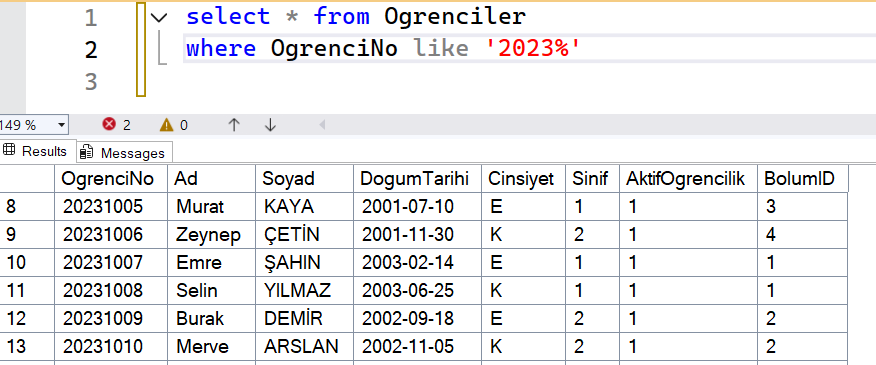 1 select * from Ogrenciler
2 where OgrenciNo like '2023%'
3
149 % 2 0
Results Messages
OgrenciNo Ad Soyad DogumTarihi Cinsiyet Sinif AktifOgrencilik BolumID
8 20231005 Murat KAYA 2001-07-10 E 1 1 3
9 20231006 Zeynep ÇETİN 2001-11-30 K 2 1 4
10 20231007 Emre ŞAHIN 2003-02-14 E 1 1 1
11 20231008 Selin YILMAZ 2003-06-25 K 1 1 1
12 20231009 Burak DEMİR 2002-09-18 E 2 1 2
13 20231010 Merve ARSLAN 2002-11-05 K 2 1 2